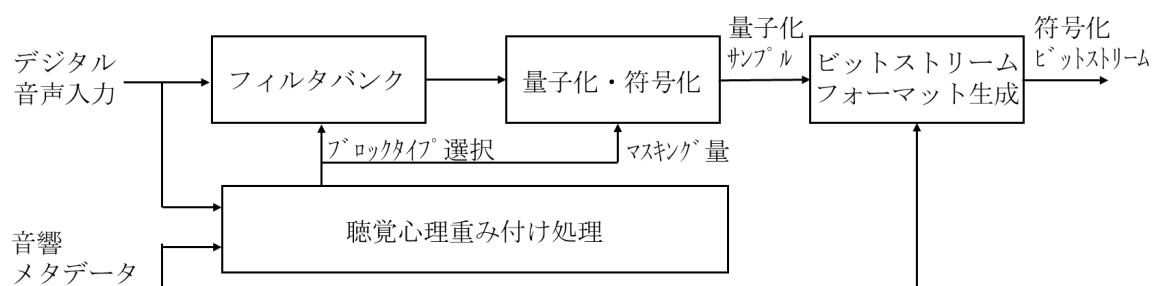 デジタル
音声入力
フィルタバンク
量子化・符号化
量子化
ｻﾝﾌﾟﾙ
ビットストリーム
フォーマット生成
符号化
ﾋﾞｯﾄｽﾄﾘｰﾑ
ﾌﾞﾛｯｸﾀｲﾌﾟ選択
ﾏｽｷﾝｸﾞ量
聴覚心理重み付け処理
音響
メタデータ